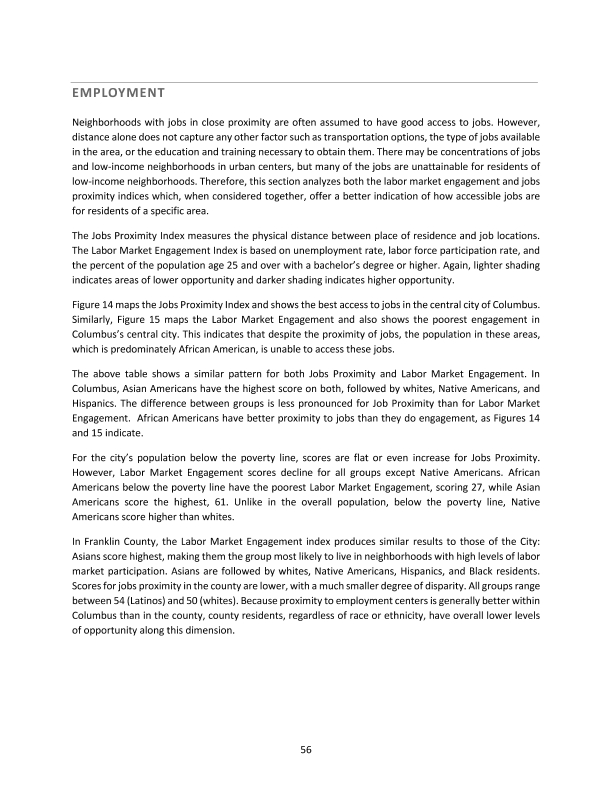 EMPLOYMENT
Neighborhoods with jobs in close proximity are often assumed to have good access to jobs. However,
distance alone does not capture any other factor such as transportation options, the type of jobs available
in the area, or the education and training necessary to obtain them. There may be concentrations of jobs
and low-income neighborhoods in urban centers, but many of the jobs are unattainable for residents of
low-income neighborhoods. Therefore, this section analyzes both the labor market engagement and jobs
proximity indices which, when considered together, offer a better indication of how accessible jobs are
for residents of a specific area.
The Jobs Proximity Index measures the physical distance between place of residence and job locations.
The Labor Market Engagement Index is based on unemployment rate, labor force participation rate, and
the percent of the population age 25 and over with a bachelor’s degree or higher. Again, lighter shading
indicates areas of lower opportunity and darker shading indicates higher opportunity.
Figure 14 maps the Jobs Proximity Index and shows the best access to jobs in the central city of Columbus.
Similarly, Figure 15 maps the Labor Market Engagement and also shows the poorest engagement in
Columbus’s central city. This indicates that despite the proximity of jobs, the population in these areas,
which is predominately African American, is unable to access these jobs.
The above table shows a similar pattern for both Jobs Proximity and Labor Market Engagement. In
Columbus, Asian Americans have the highest score on both, followed by whites, Native Americans, and
Hispanics. The difference between groups is less pronounced for Job Proximity than for Labor Market
Engagement.  African Americans have better proximity to jobs than they do engagement, as Figures 14
and 15 indicate.
For the city’s population below the poverty line, scores are flat or even increase for Jobs Proximity.
However, Labor Market Engagement scores decline for all groups except Native Americans. African
Americans below the poverty line have the poorest Labor Market Engagement, scoring 27, while Asian
Americans score the highest, 61. Unlike in the overall population, below the poverty line, Native
Americans score higher than whites.
In Franklin County, the Labor Market Engagement index produces similar results to those of the City:
Asians score highest, making them the group most likely to live in neighborhoods with high levels of labor
market participation. Asians are followed by whites, Native Americans, Hispanics, and Black residents.
Scores for jobs proximity in the county are lower, with a much smaller degree of disparity. All groups range
between 54 (Latinos) and 50 (whites). Because proximity to employment centers is generally better within
Columbus than in the county, county residents, regardless of race or ethnicity, have overall lower levels
of opportunity along this dimension.
56